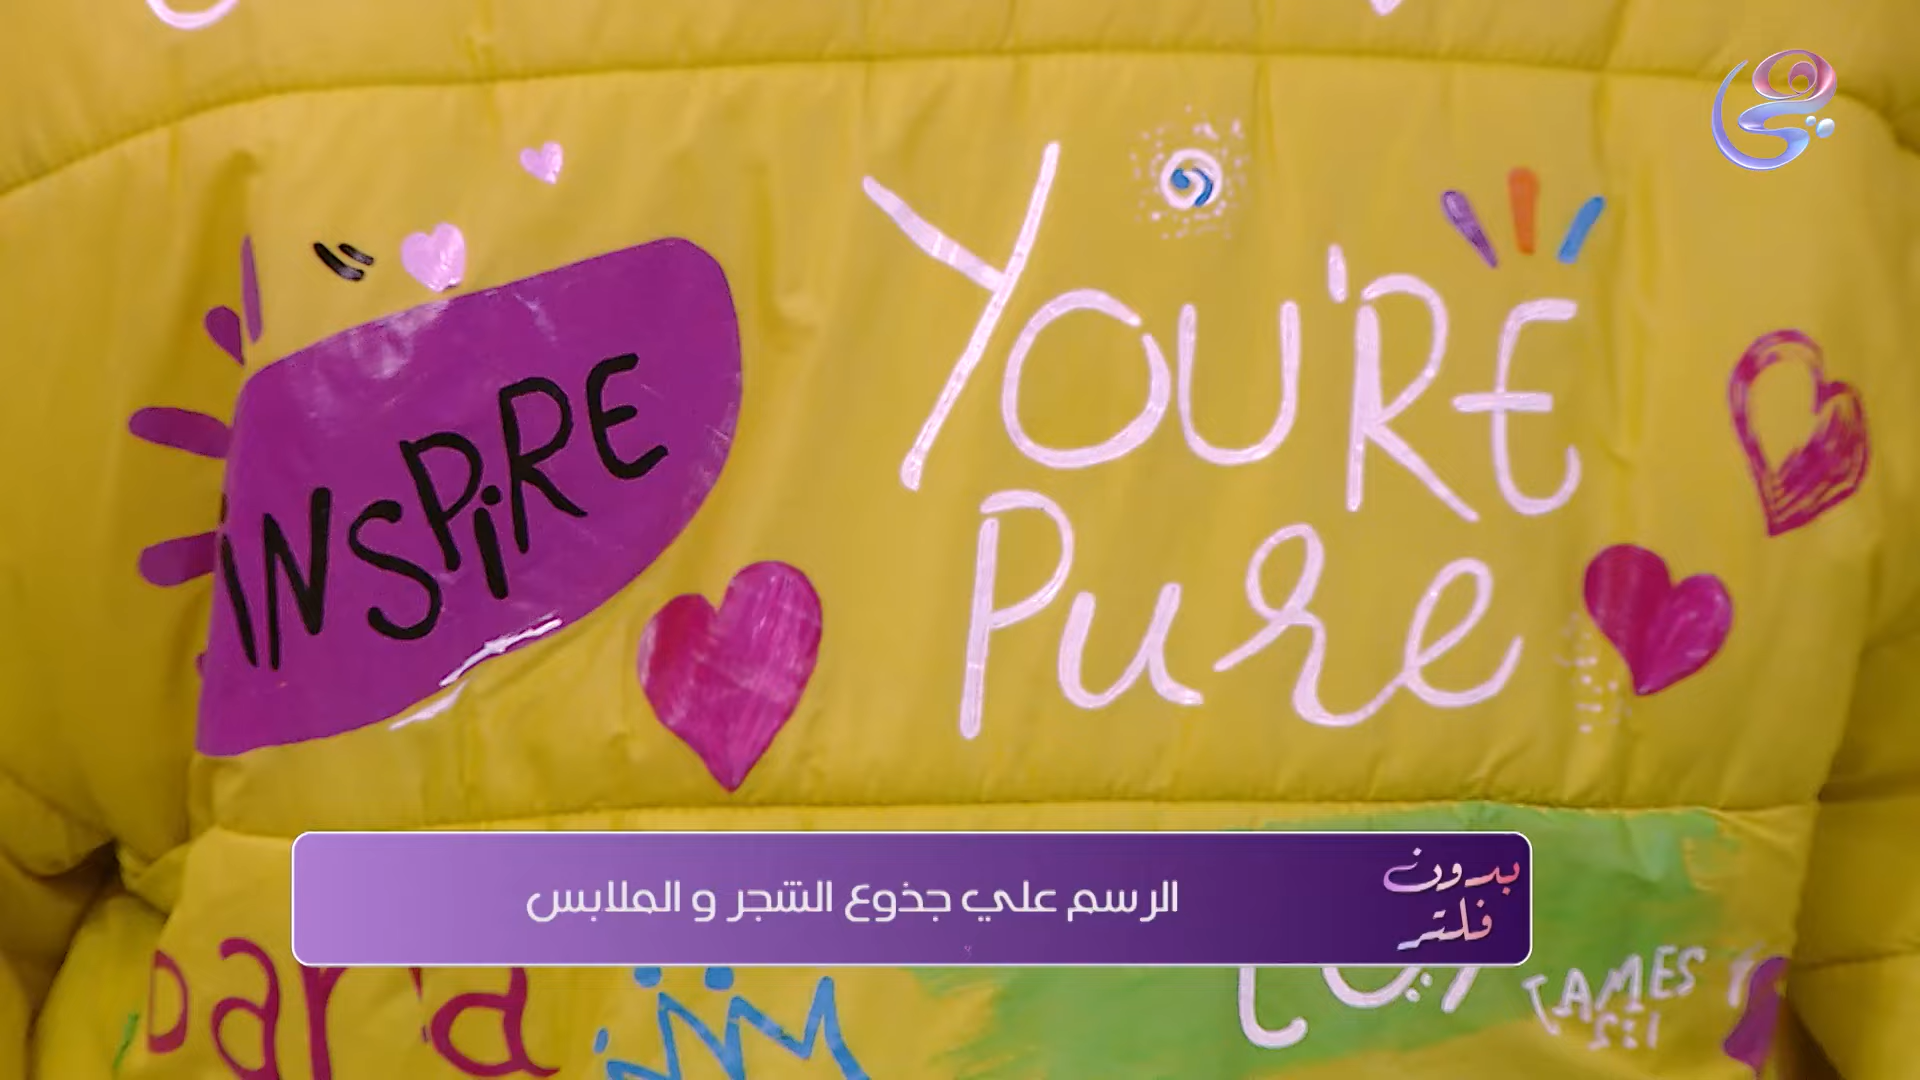 INSPiRE
YOU'RE
Pure
الرسم علي جذوع الشجر و الملابس
بدون
فلتر
JAMES